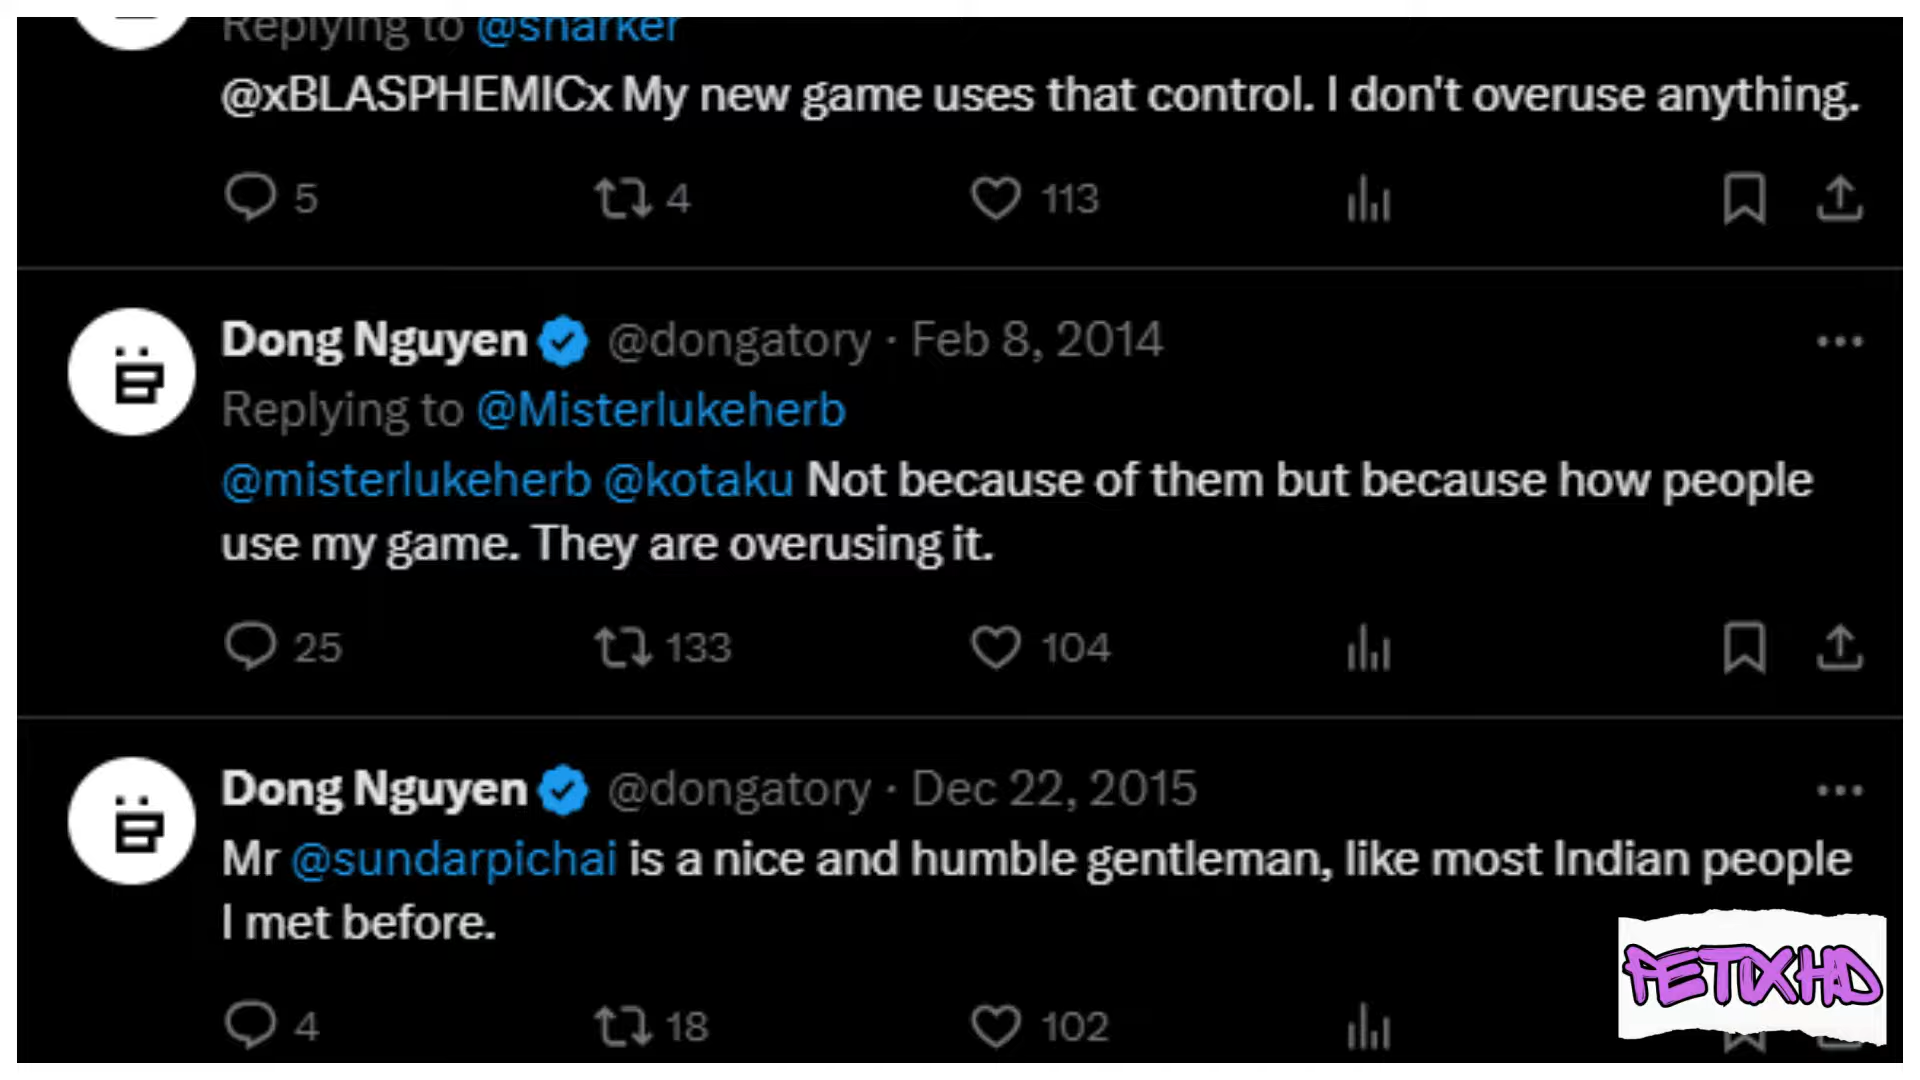 Replying to @sharker
@xBLASPHEMICx My new game uses that control. I don't overuse anything.
5 4 113
Dong Nguyen @dongatory · Feb 8, 2014
Replying to @Misterlukeherb
@misterlukeherb @kotaku Not because of them but because how people
use my game. They are overusing it.
25 133 104
Dong Nguyen @dongatory · Dec 22, 2015
Mr @sundarpichai is a nice and humble gentleman, like most Indian people
I met before.
4 18 102
PETIXHD